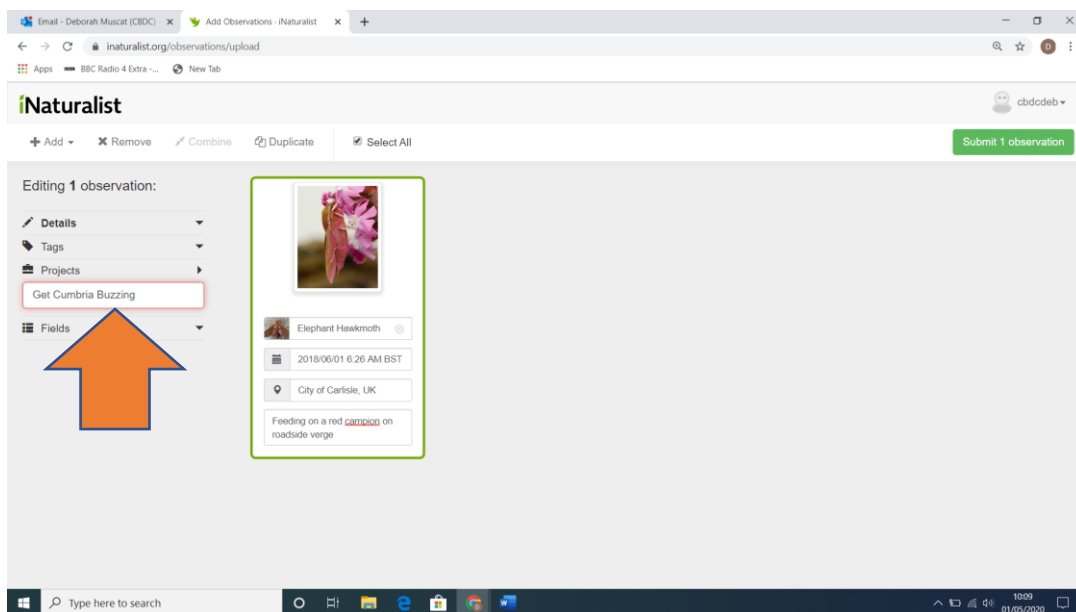 Email - Deborah Muscat (CBDC)
Add Observations · iNaturalist
inaturalist.org/observations/upload
D
Apps
BBC Radio 4 Extra -...
New Tab
iNaturalist
cbdcdeb
Add
Remove
Combine
Duplicate
Select All
Submit 1 observation
Editing 1 observation:
Details
Tags
Projects
Get Cumbria Buzzing
Fields
Elephant Hawkmoth
2018/06/01 6:26 AM BST
City of Carlisle, UK
Feeding on a red campion on
roadside verge
Type here to search
10:09
01/05/2020